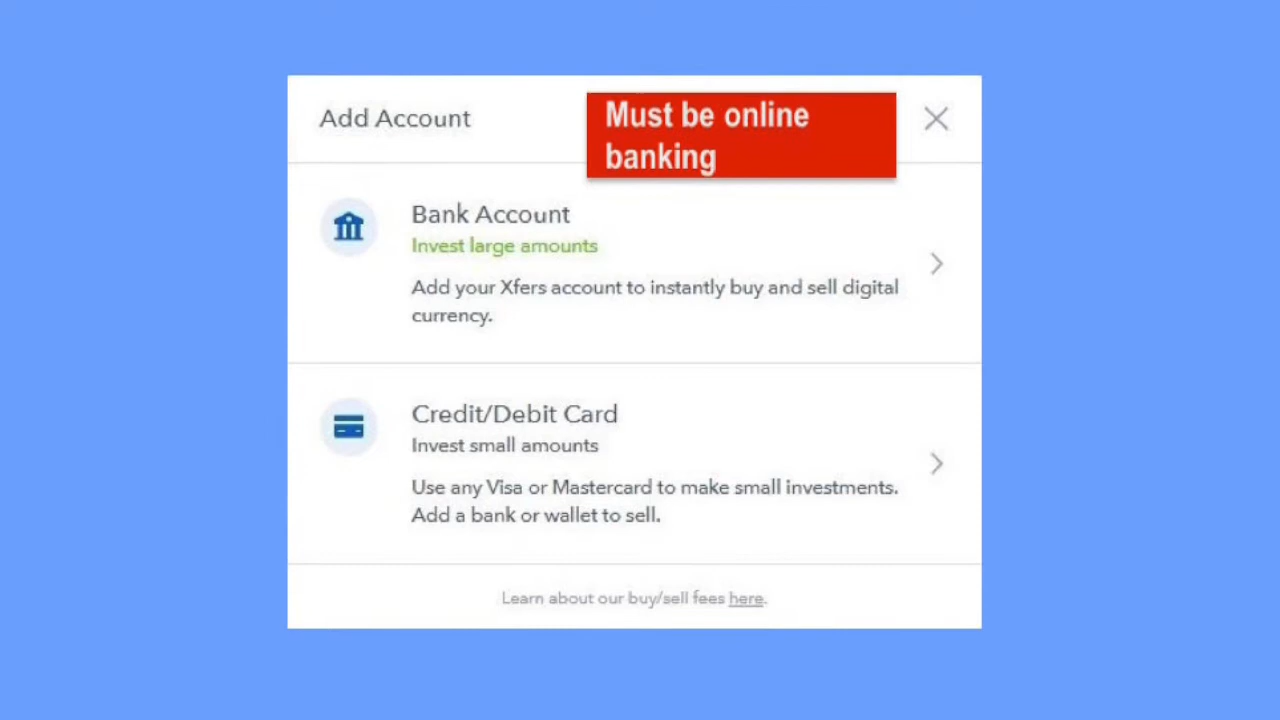 Add Account
Must be online
banking
Bank Account
Invest large amounts
Add your Xfers account to instantly buy and sell digital
currency.
Credit/Debit Card
Invest small amounts
Use any Visa or Mastercard to make small investments.
Add a bank or wallet to sell.
Learn about our buy/sell fees here.